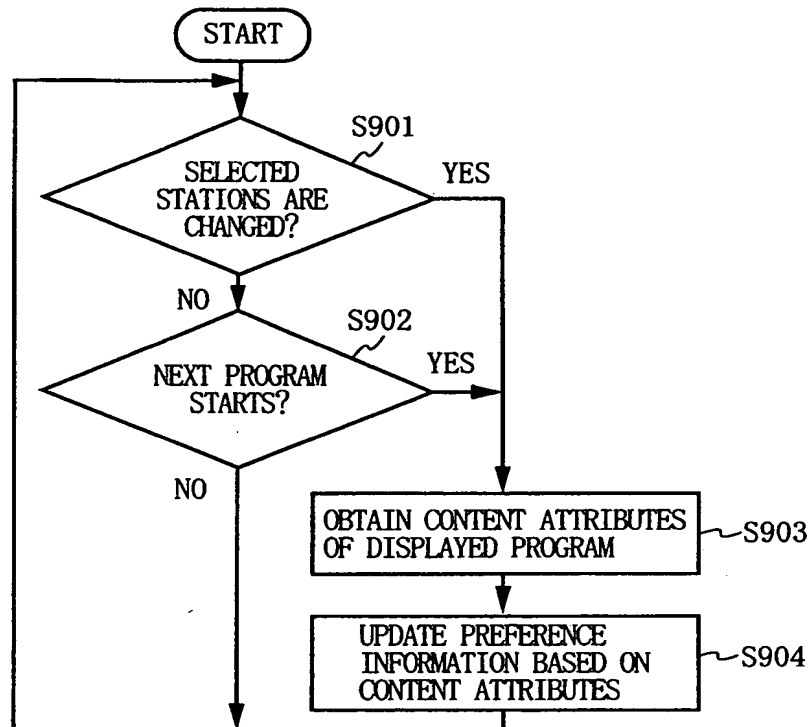 START
S901
SELECTED
STATIONS ARE
CHANGED?
YES
NO
S902
NEXT PROGRAM
STARTS?
YES
NO
OBTAIN CONTENT ATTRIBUTES
OF DISPLAYED PROGRAM
S903
UPDATE PREFERENCE
INFORMATION BASED ON
CONTENT ATTRIBUTES
S904